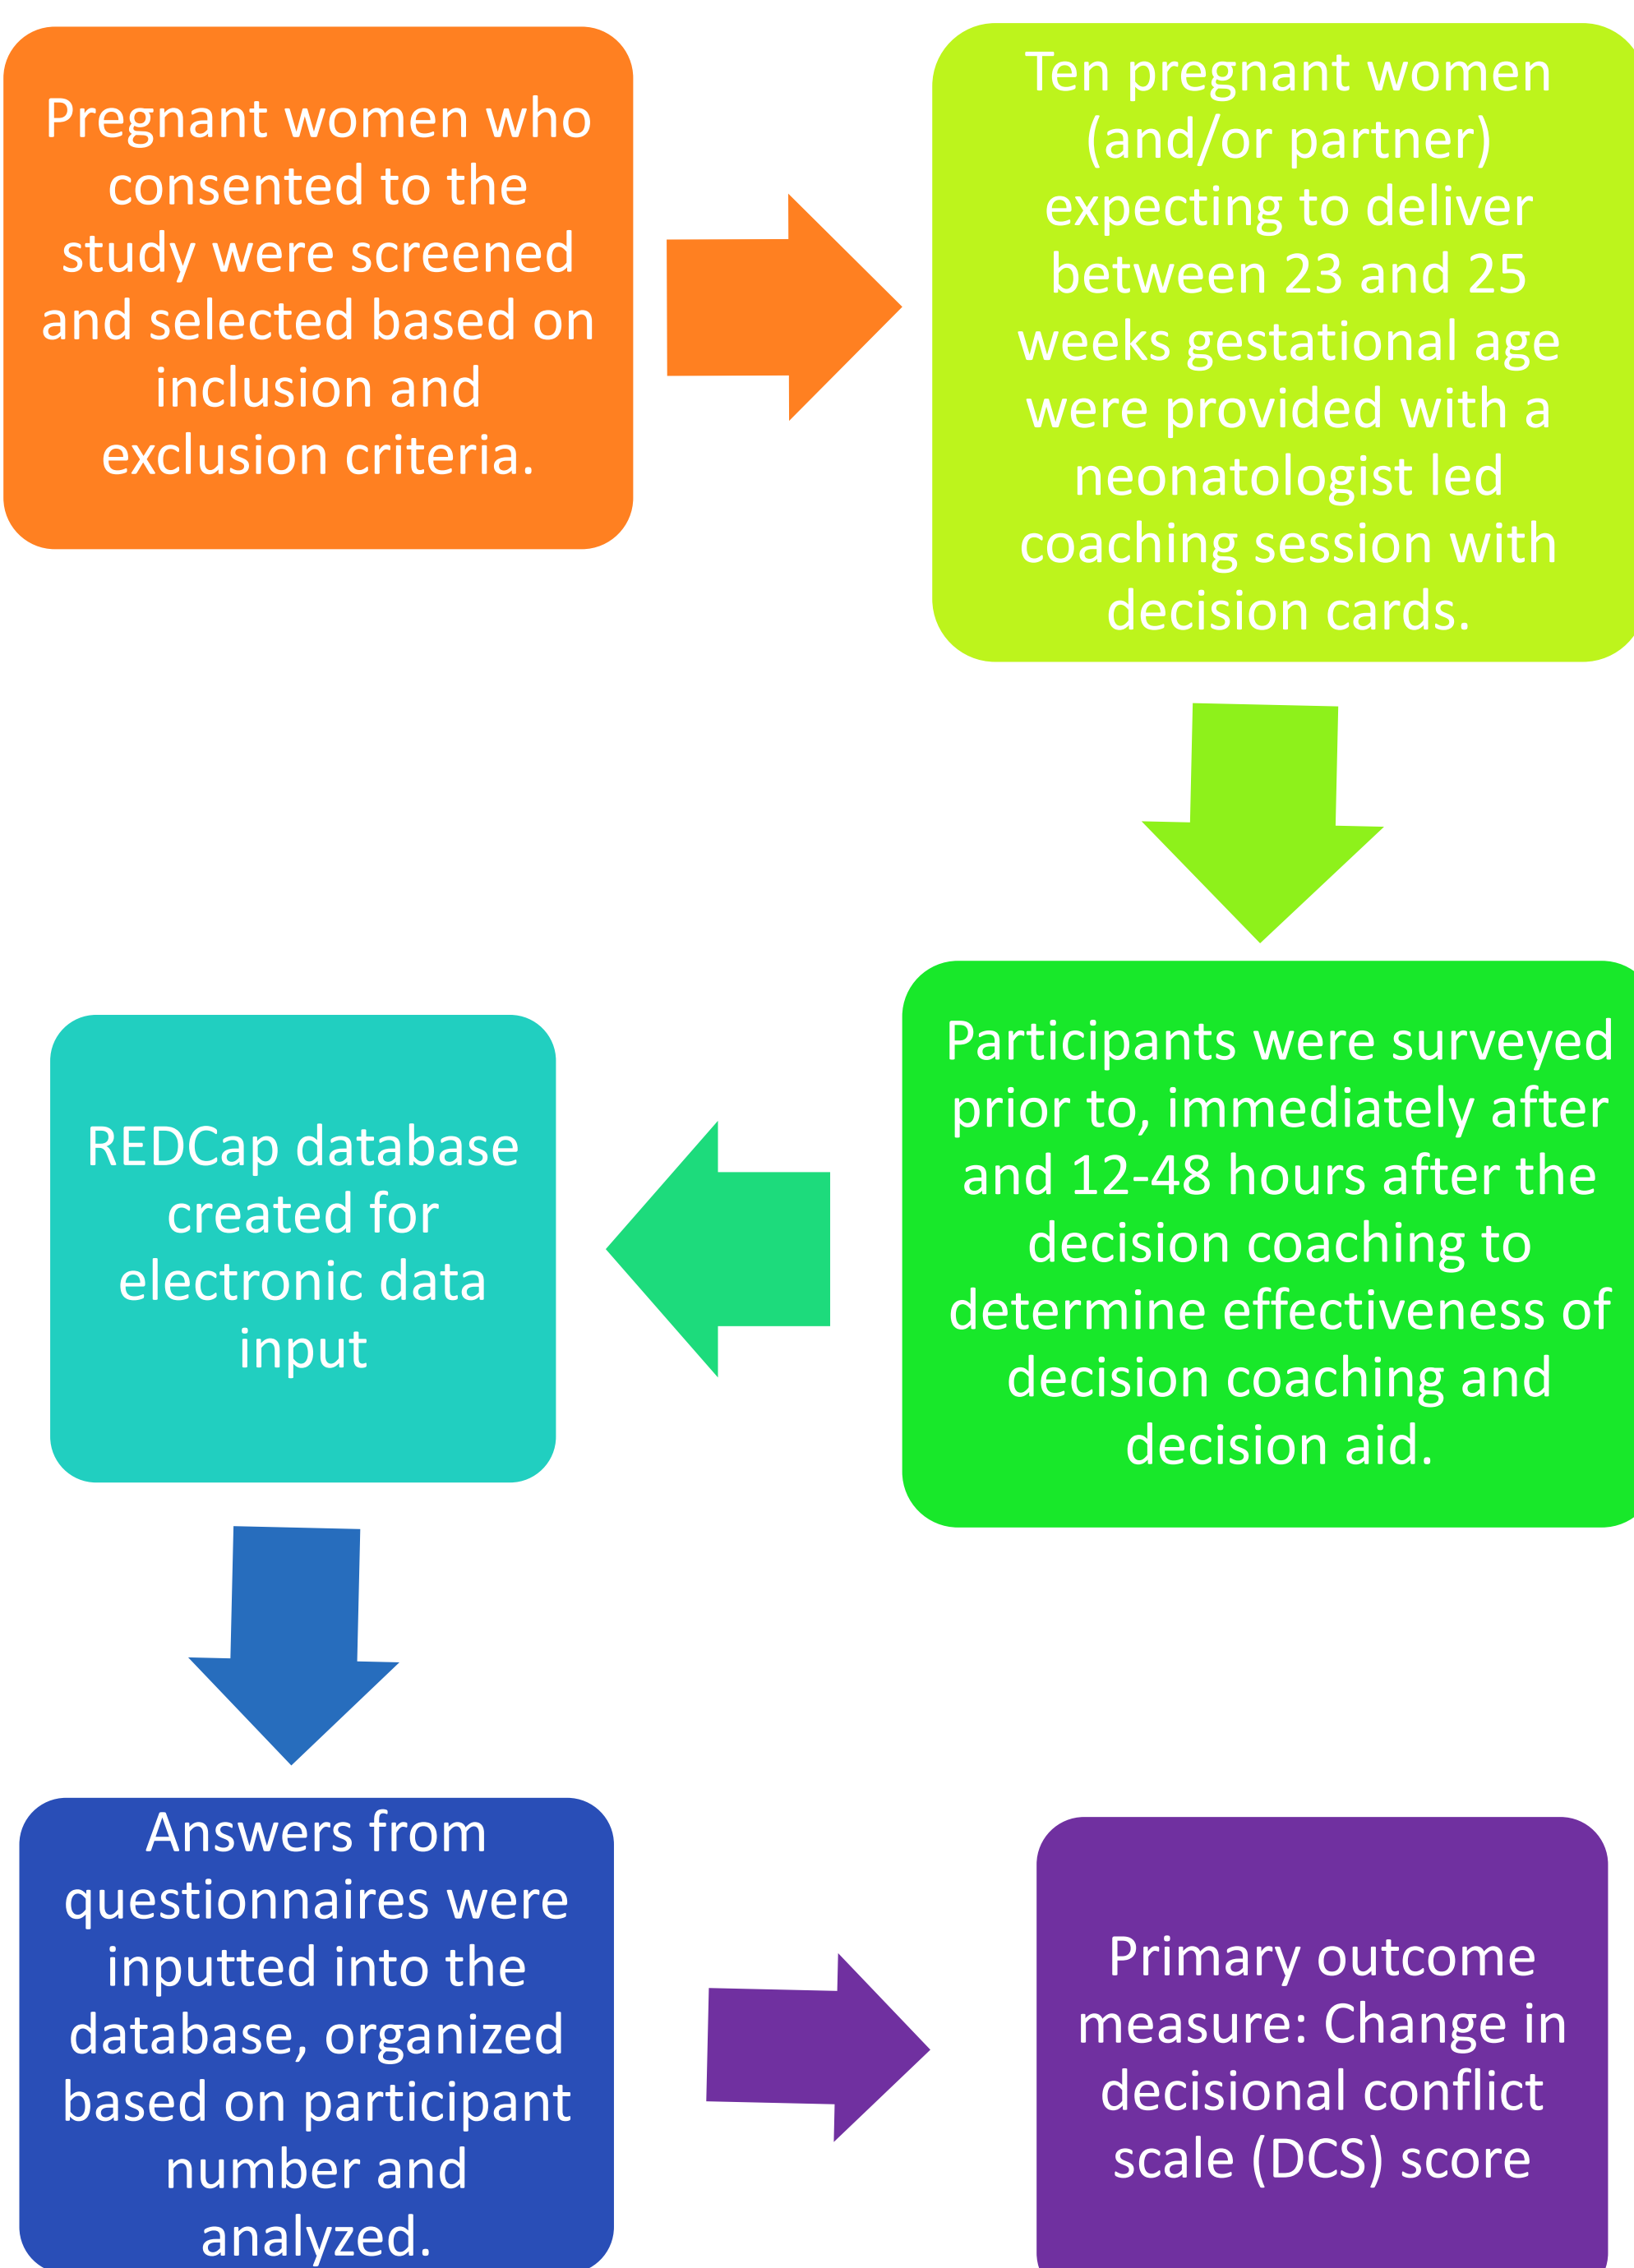 Pregnant women who
consented to the
study were screened
and selected based on
inclusion and
exclusion criteria.
Ten pregnant women
(and/or partner)
expecting to deliver
between 23 and 25
weeks gestational age
were provided with a
neonatologist led
coaching session with
decision cards.
Participants were surveyed
prior to, immediately after
and 12-48 hours after the
decision coaching to
determine effectiveness of
decision coaching and
decision aid.
REDCap database
created for
electronic data
input
Answers from
questionnaires were
inputted into the
database, organized
based on participant
number and
analyzed.
Primary outcome
measure: Change in
decisional conflict
scale (DCS) score